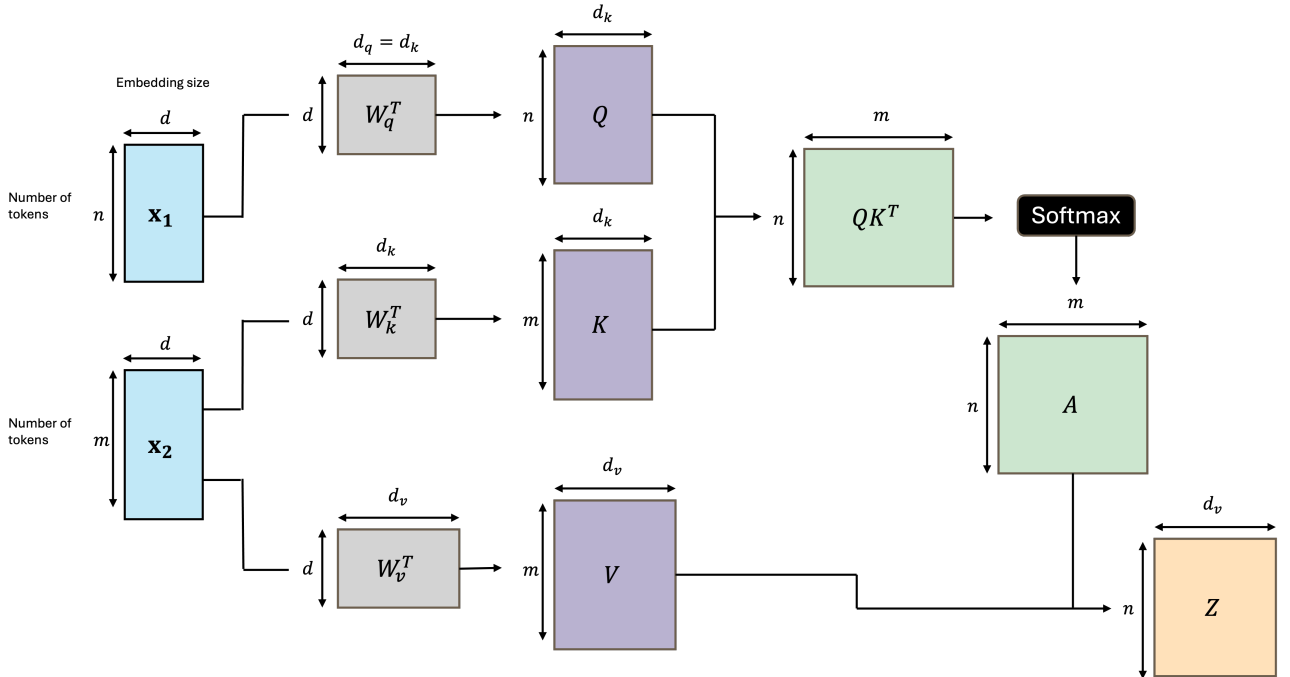 Embedding size
d
Number of
tokens
n
x₁
d
Number of
tokens
m
x₂
d_q = d_k
d
W_q^T
d_k
d
W_k^T
d_v
d
W_v^T
d_k
n
Q
d_k
m
K
d_v
m
V
m
n
QK^T
Softmax
m
n
A
d_v
n
Z